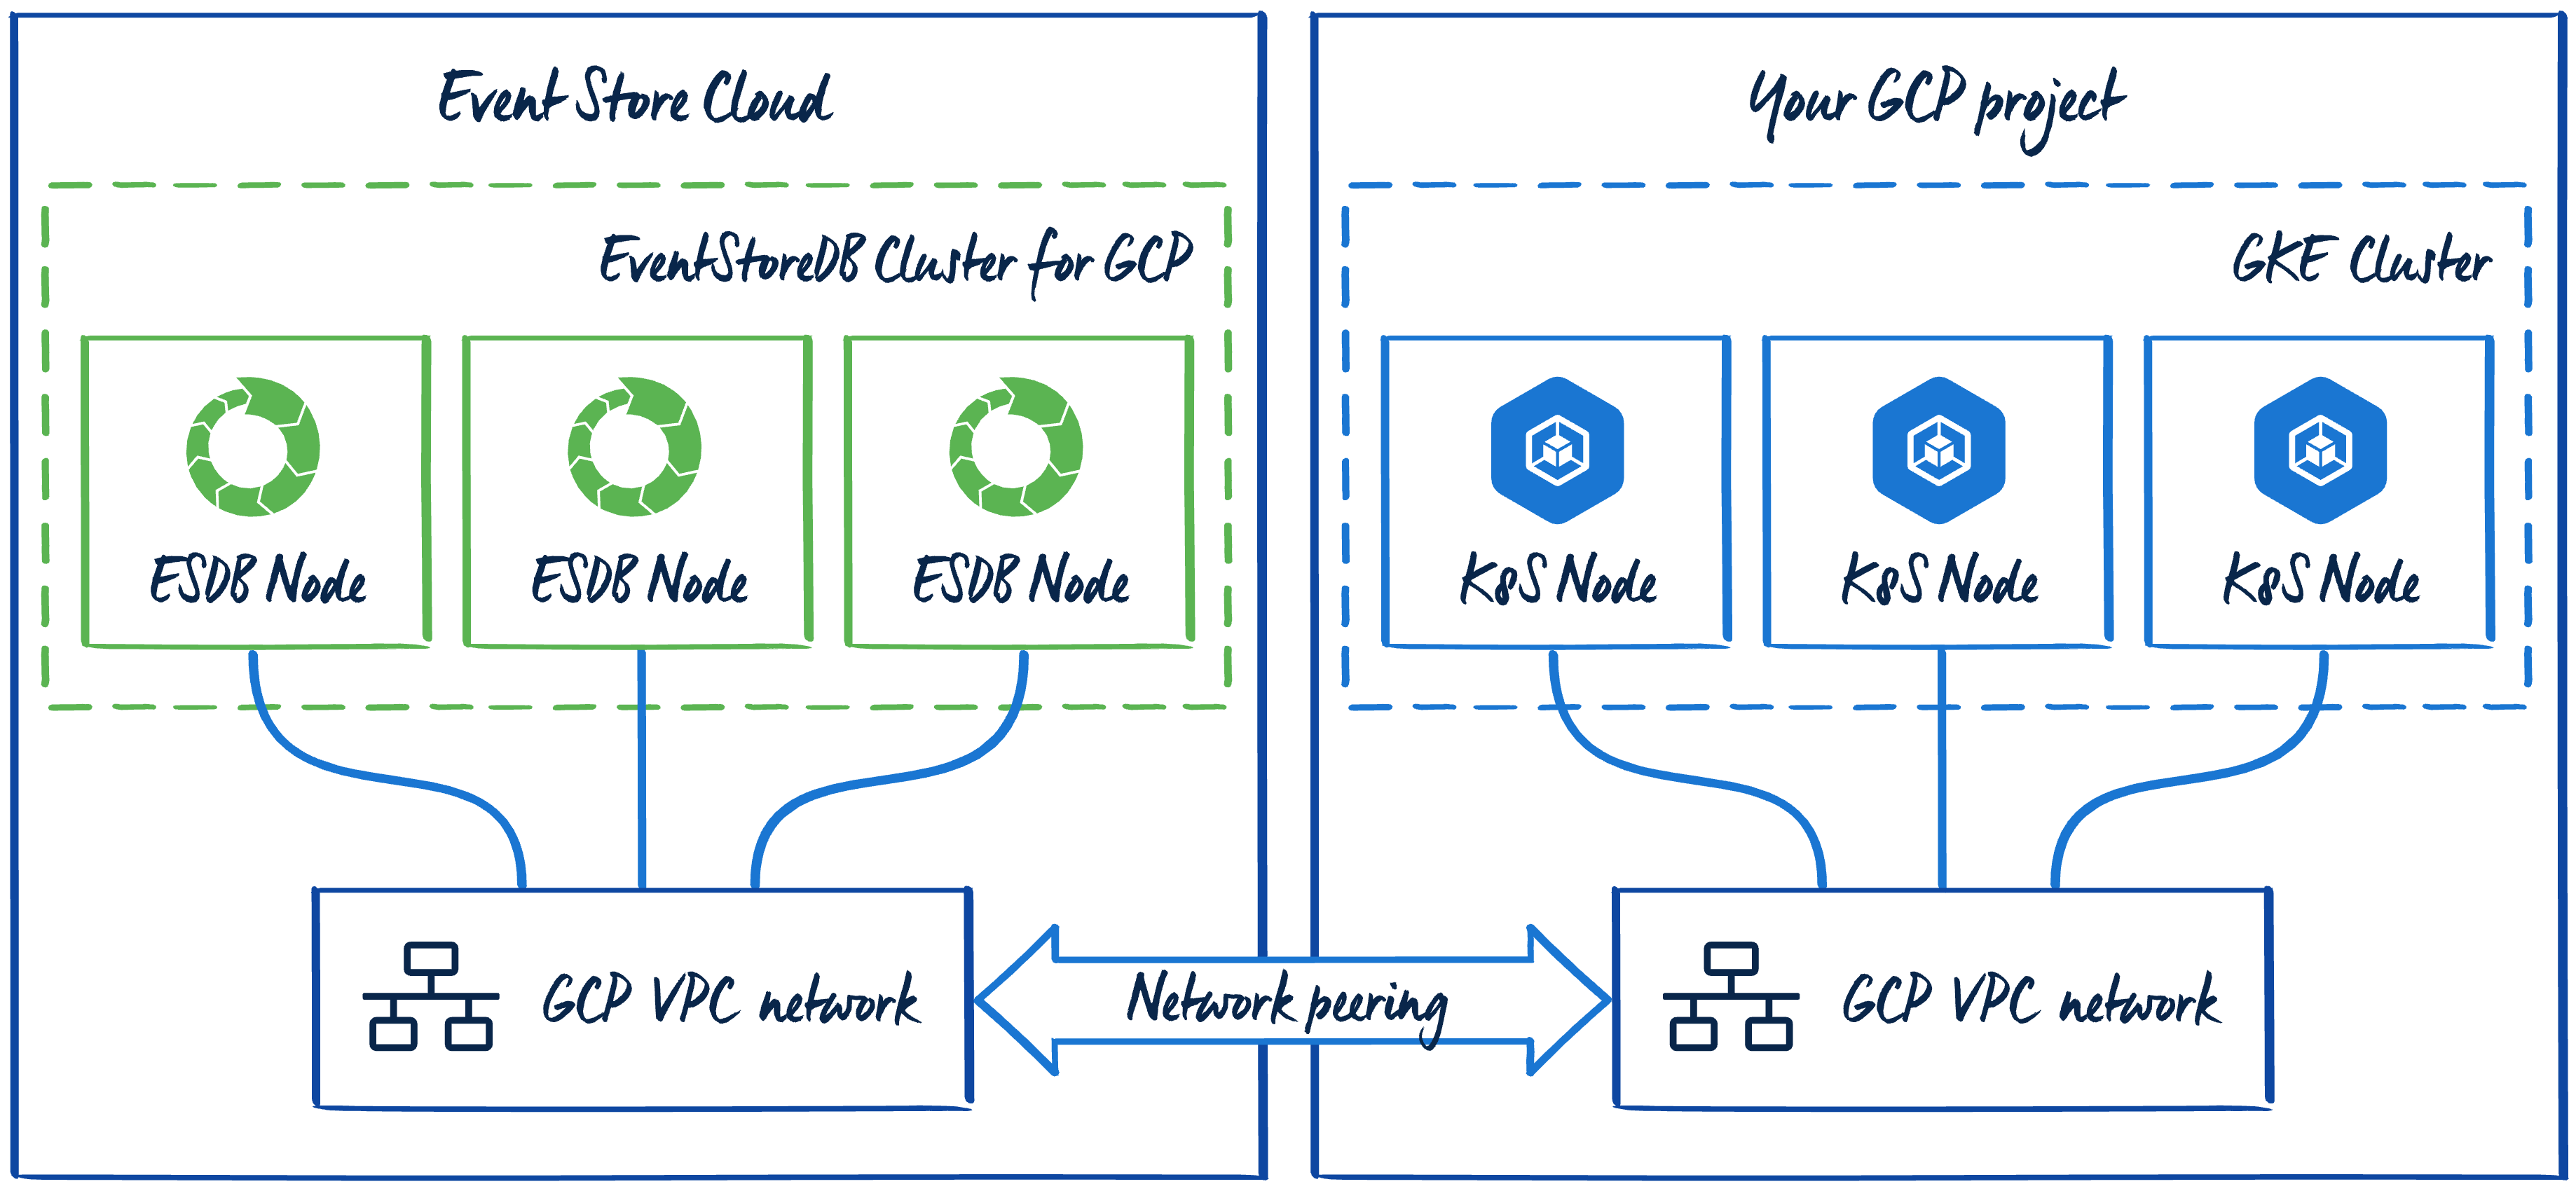 Event Store Cloud
EventStoreDB Cluster for GCP
ESDB Node
ESDB Node
ESDB Node
GCP VPC network
Network peering
Your GCP project
GKE Cluster
K8S Node
K8S Node
K8S Node
GCP VPC network